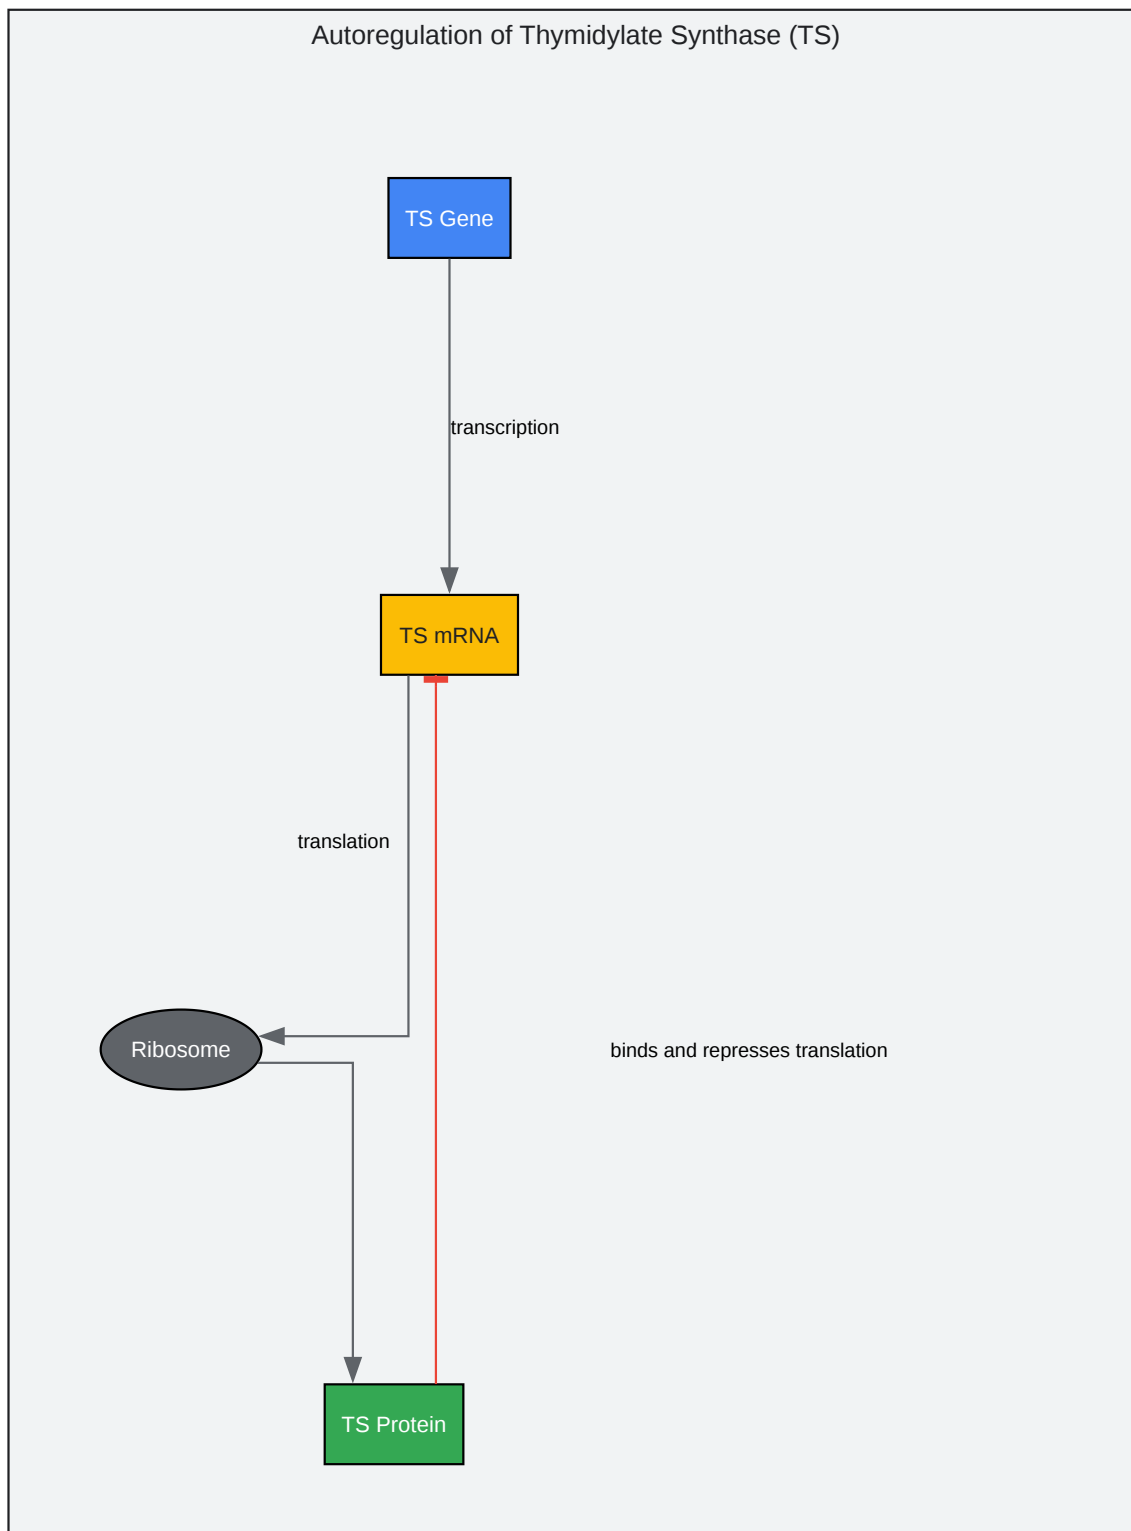 Autoregulation of Thymidylate Synthase (TS)
TS Gene
transcription
TS mRNA
translation
Ribosome
binds and represses translation
TS Protein